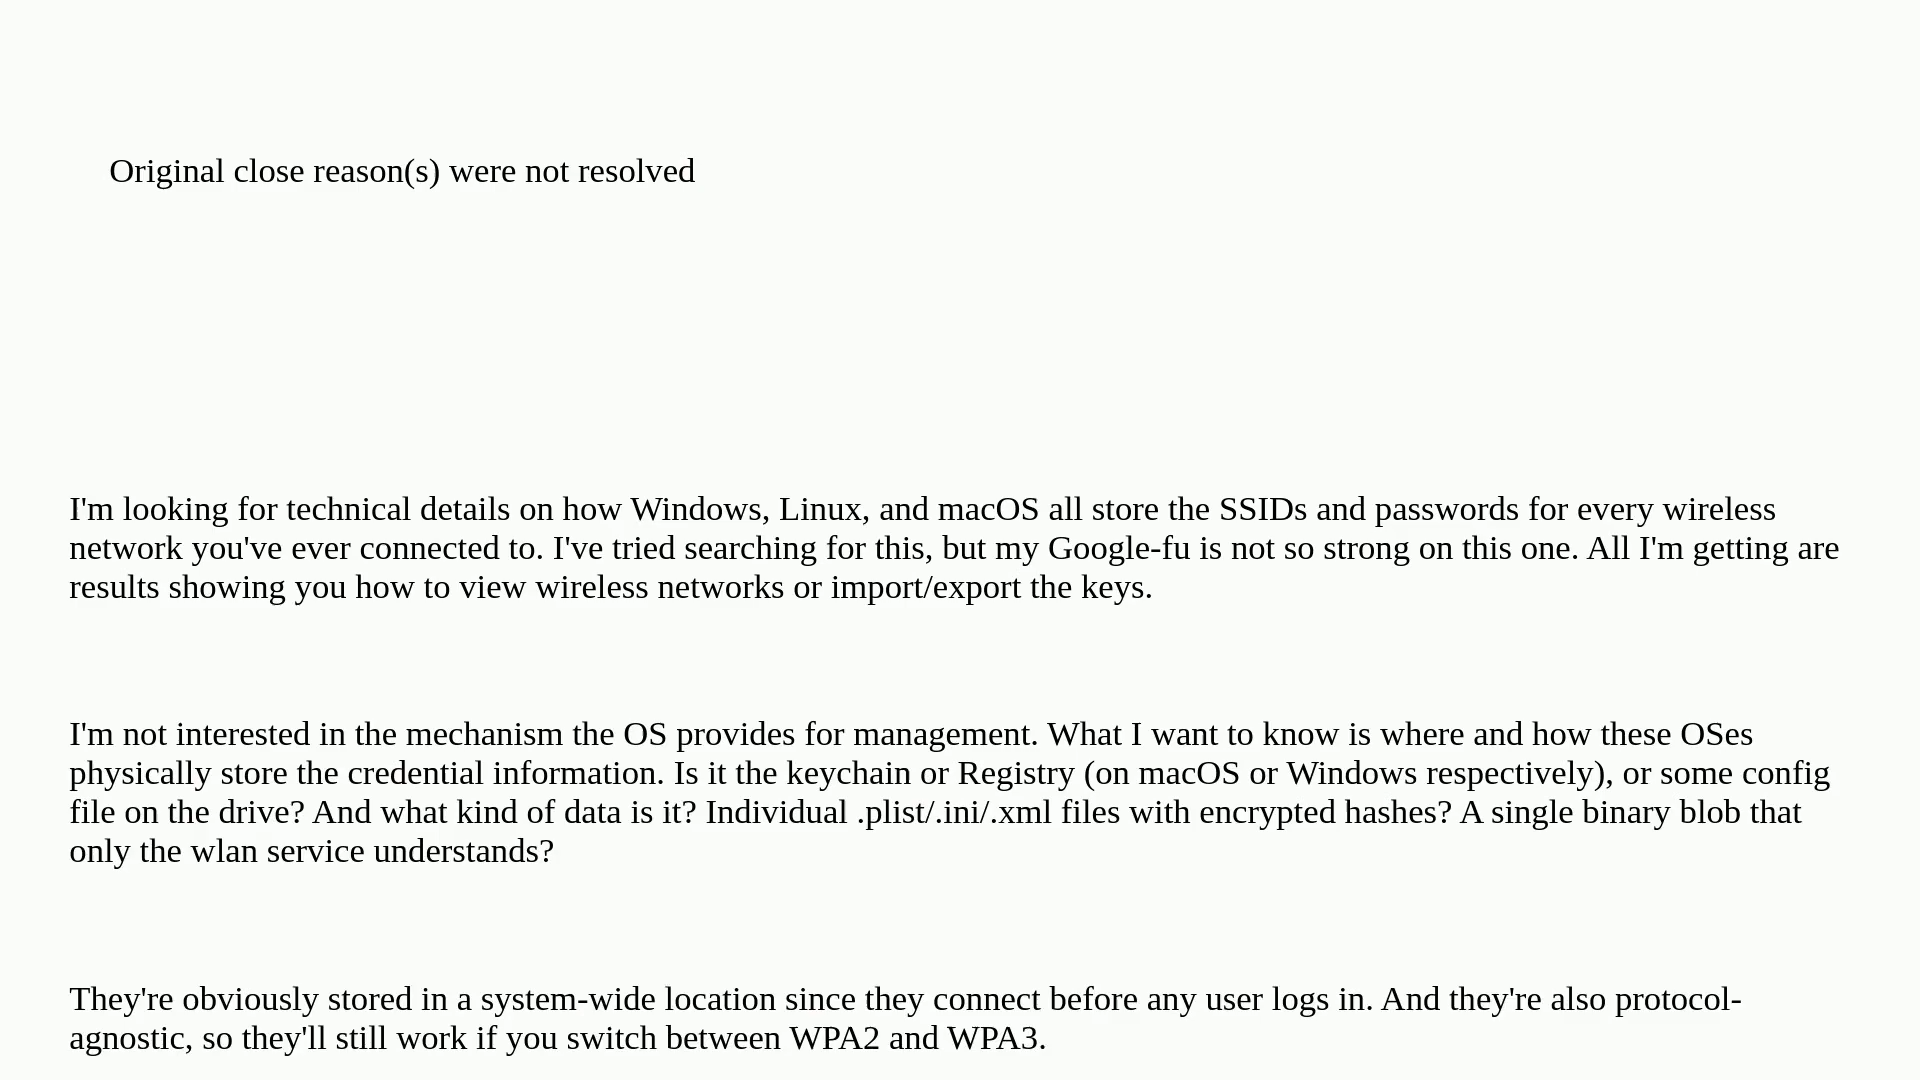 Original close reason(s) were not resolved
I'm looking for technical details on how Windows, Linux, and macOS all store the SSIDs and passwords for every wireless
network you've ever connected to. I've tried searching for this, but my Google-fu is not so strong on this one. All I'm getting are
results showing you how to view wireless networks or import/export the keys.
I'm not interested in the mechanism the OS provides for management. What I want to know is where and how these OSes
physically store the credential information. Is it the keychain or Registry (on macOS or Windows respectively), or some config
file on the drive? And what kind of data is it? Individual .plist/.ini/.xml files with encrypted hashes? A single binary blob that
only the wlan service understands?
They're obviously stored in a system-wide location since they connect before any user logs in. And they're also protocol-
agnostic, so they'll still work if you switch between WPA2 and WPA3.